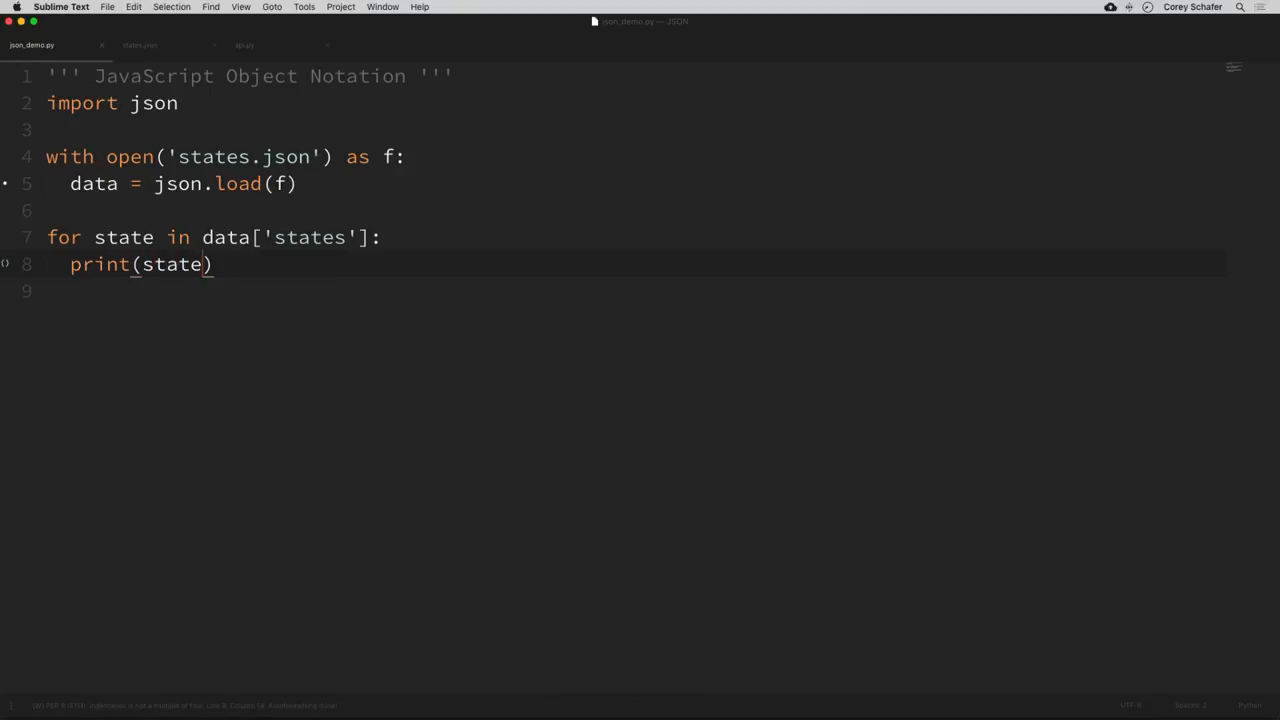 Sublime Text File Edit Selection Find View Goto Tools Project Window Help Corey Schafer
json_demo.py — JSON
json_demo.py states.json api.py
1 ''' JavaScript Object Notation '''
2 import json
3
4 with open('states.json') as f:
5 data = json.load(f)
6
7 for state in data['states']:
8 print(state)
9
UTF-8 Spaces: 2 Python